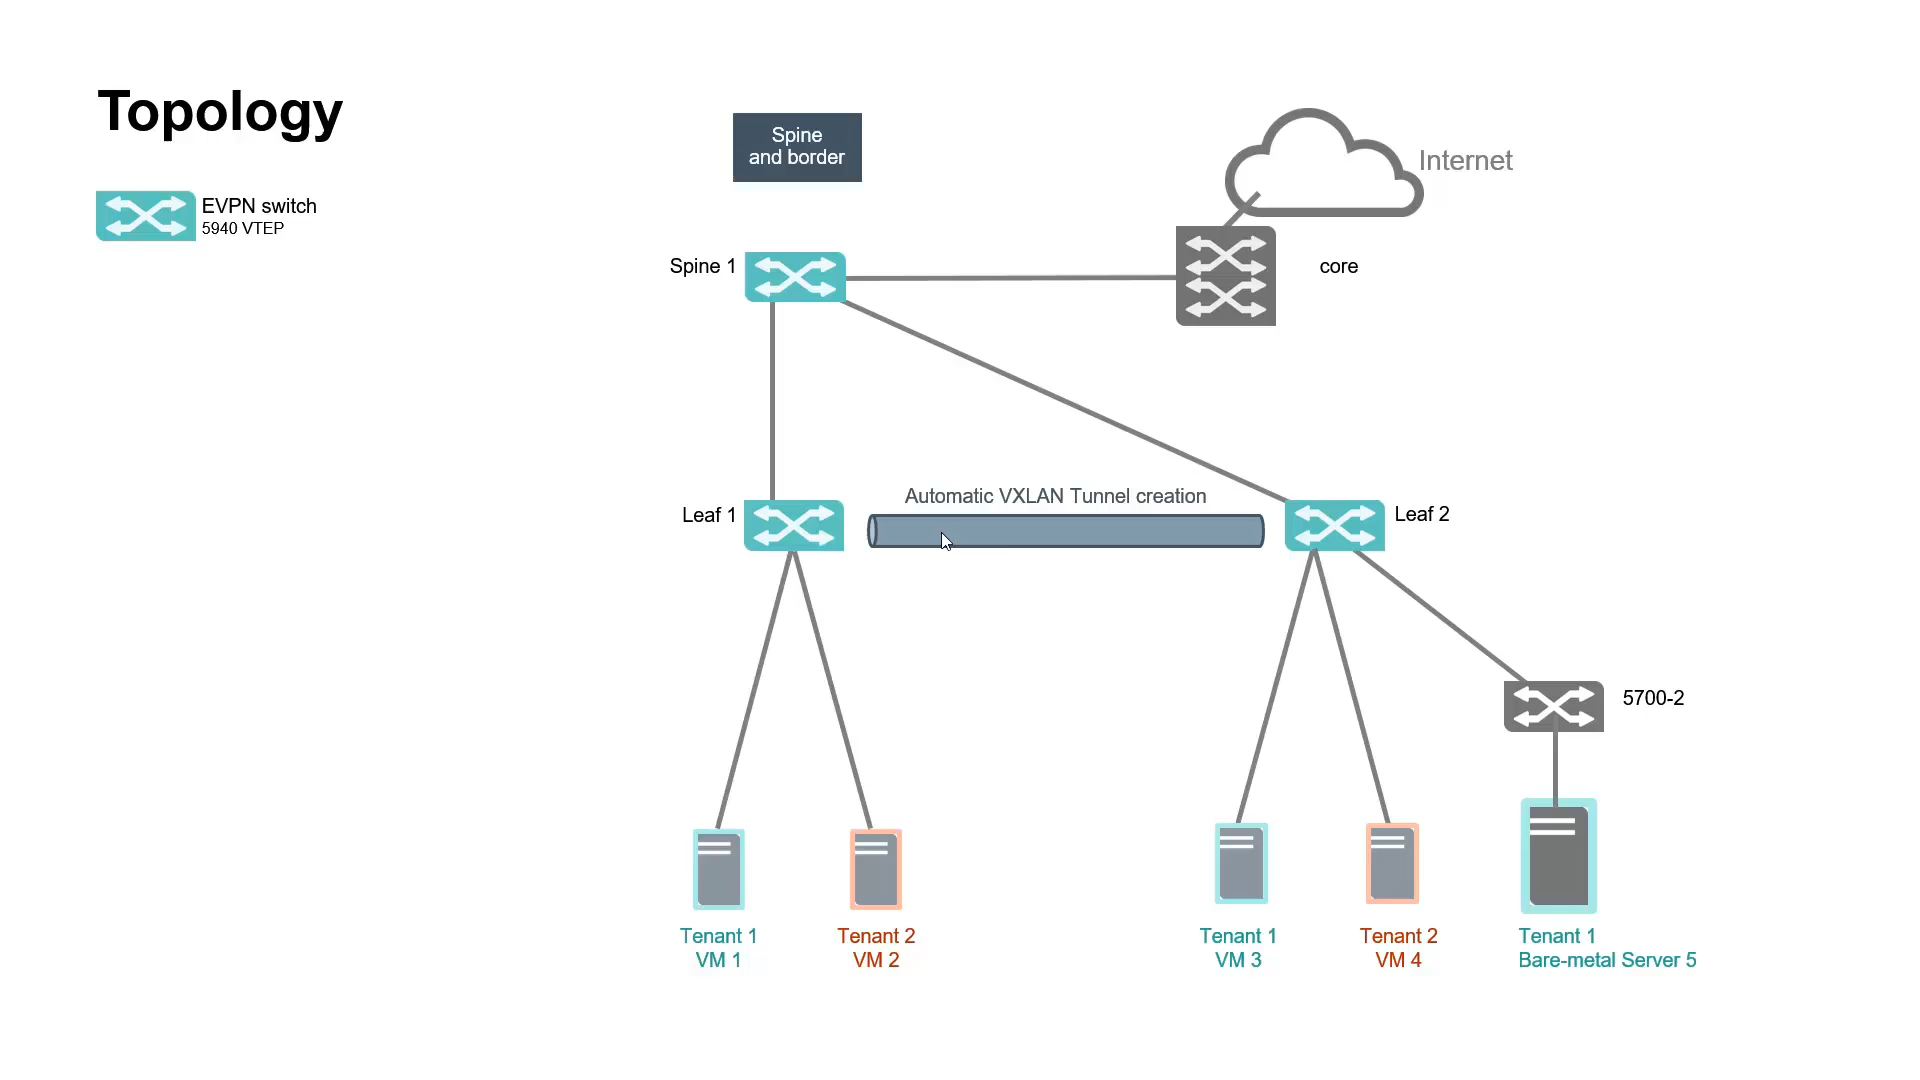 Topology
EVPN switch
5940 VTEP
Spine
and border
Internet
Spine 1
core
Automatic VXLAN Tunnel creation
Leaf 1
Leaf 2
5700-2
Tenant 1
VM 1
Tenant 2
VM 2
Tenant 1
VM 3
Tenant 2
VM 4
Tenant 1
Bare-metal Server 5